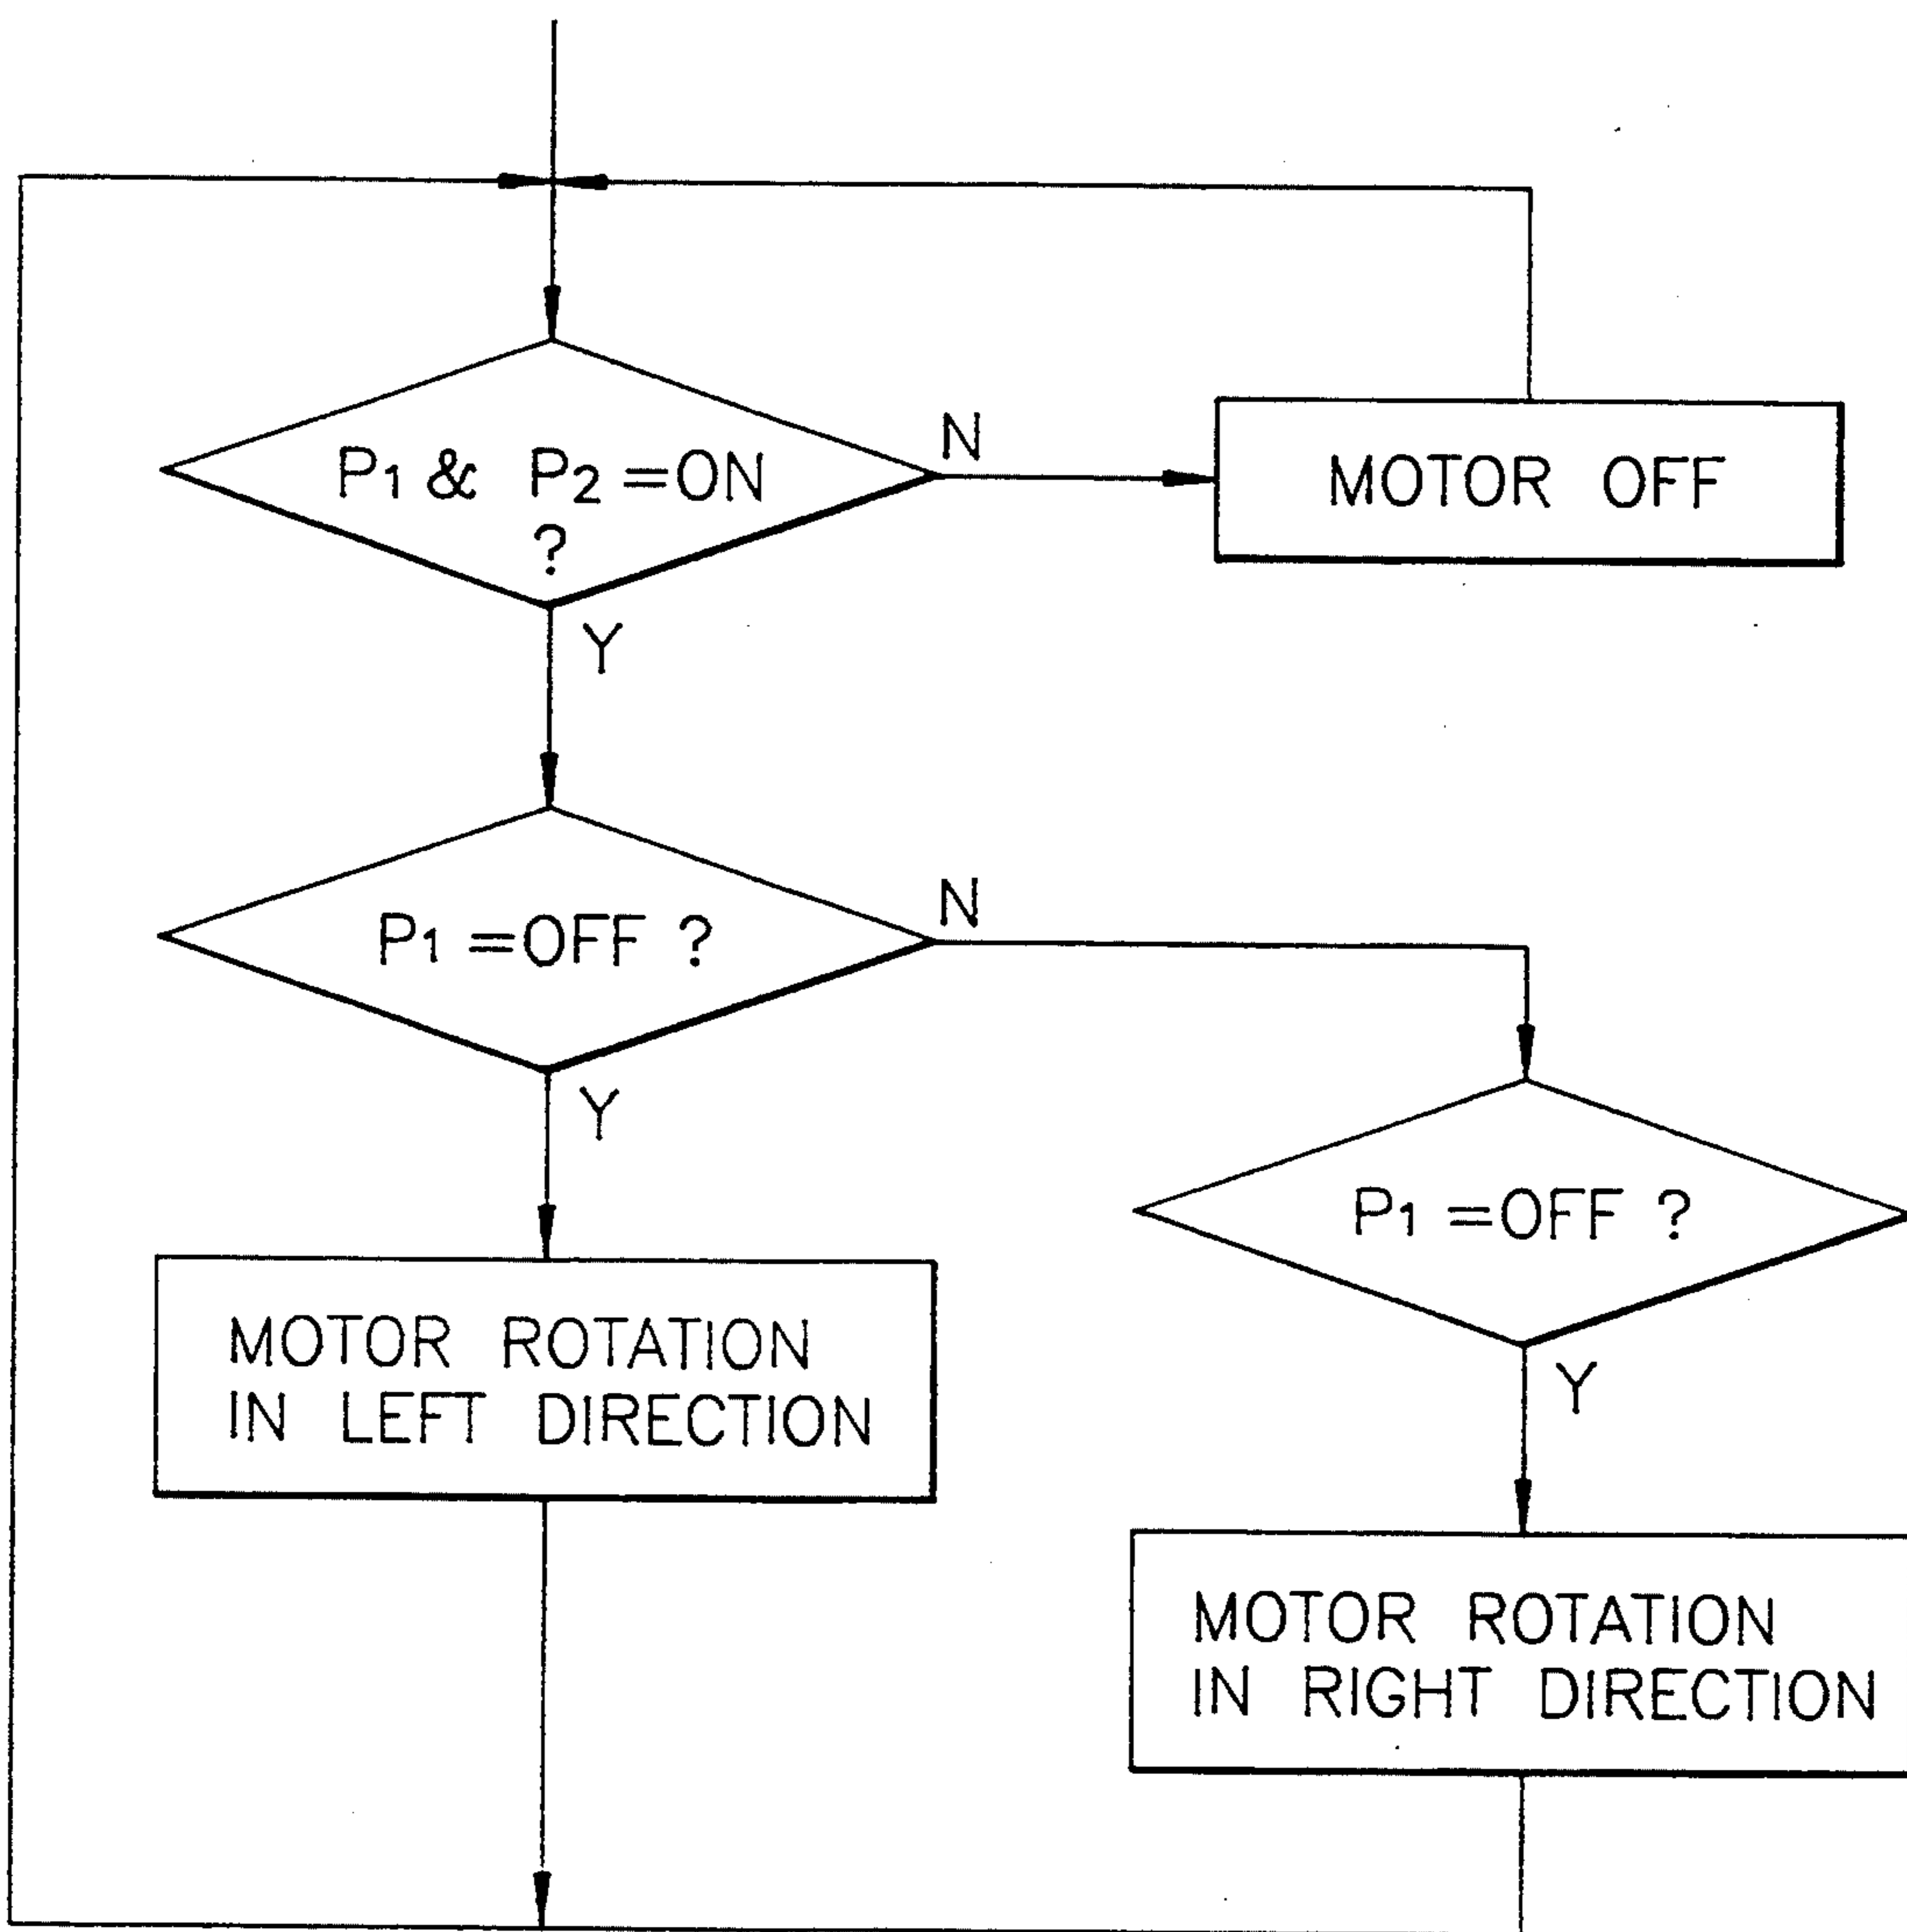 P1 & P2 =ON
?
N
MOTOR OFF
Y
P1 =OFF ?
N
Y
P1 =OFF ?
MOTOR ROTATION
IN LEFT DIRECTION
Y
MOTOR ROTATION
IN RIGHT DIRECTION